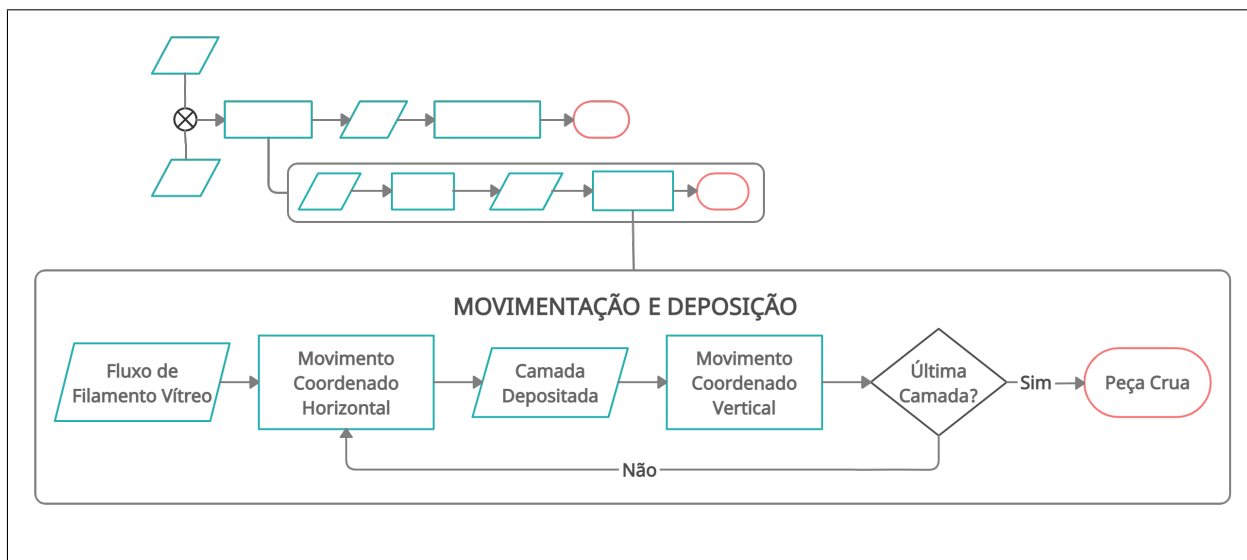 MOVIMENTAÇÃO E DEPOSIÇÃO
Fluxo de
Filamento Vítreo
Movimento
Coordenado
Horizontal
Camada
Depositada
Movimento
Coordenado
Vertical
Última
Camada?
Sim
Peça Crua
Não